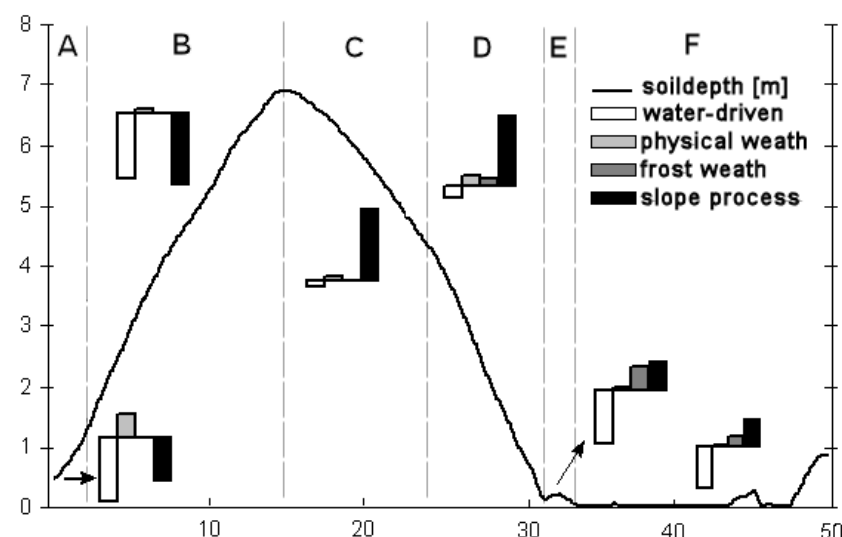 8
A B C D E F
7
soildepth [m]
water-driven
physical weath
frost weath
slope process
6
5
4
3
2
1
0
10 20 30 40 50